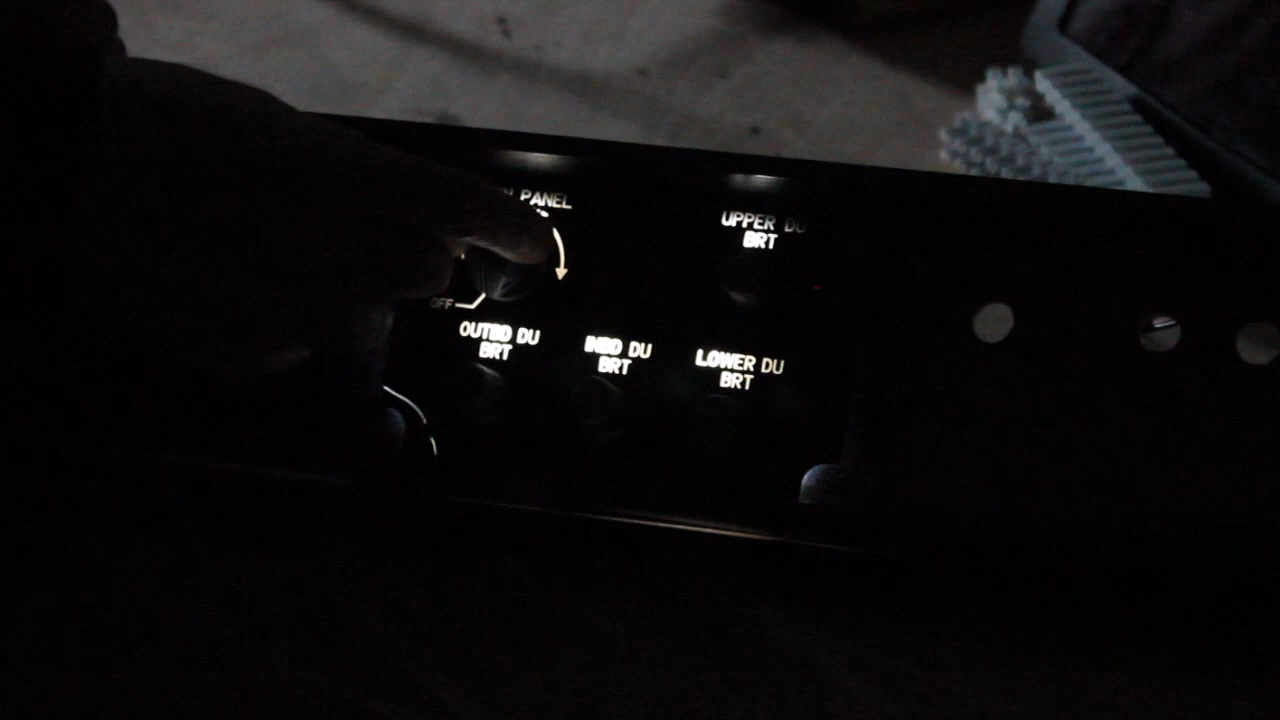 PANEL
UPPER DU
BRT
OFF
OUTBD DU
BRT
INBD DU
BRT
LOWER DU
BRT